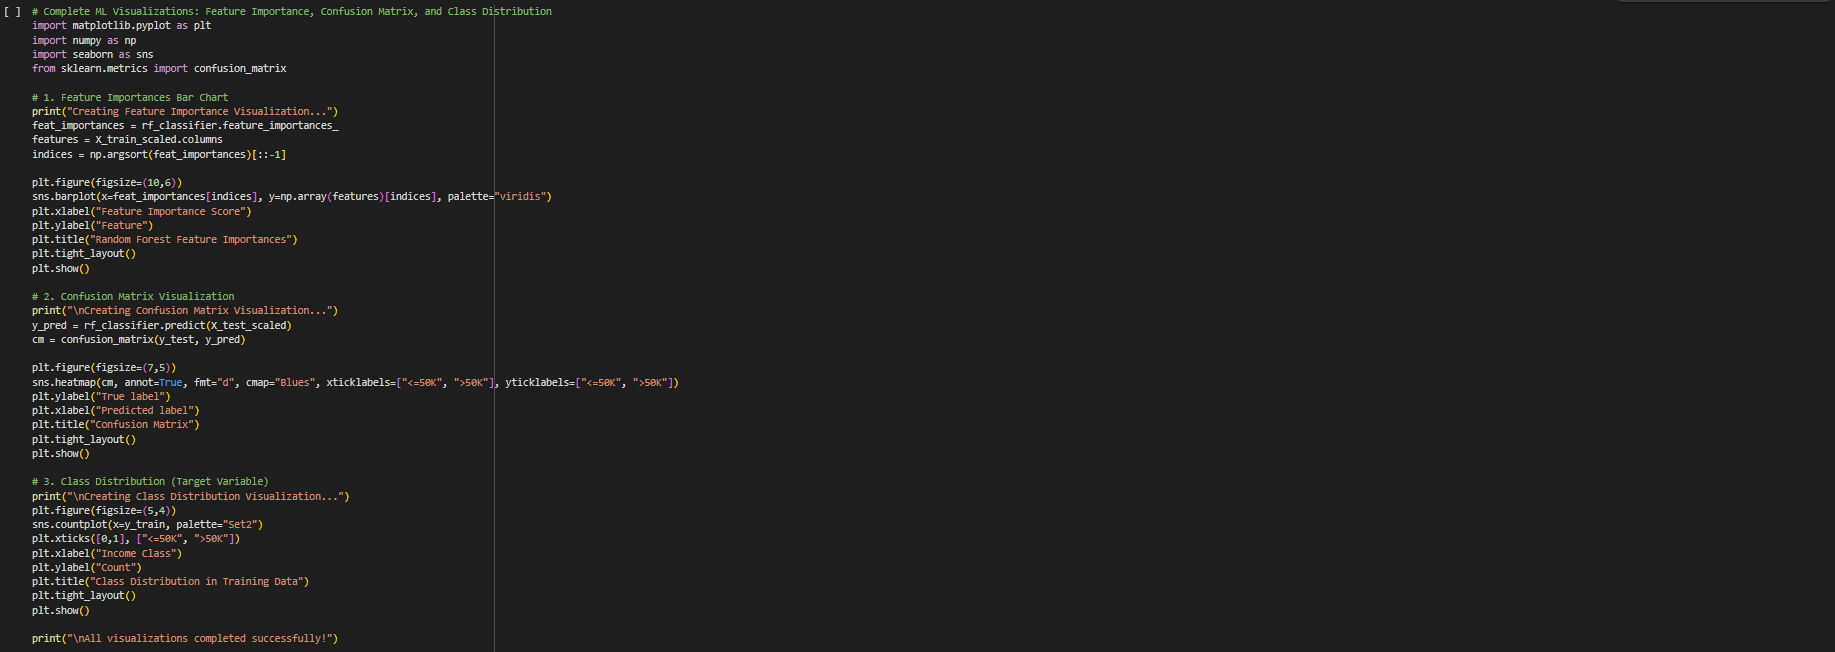 [ ] # Complete ML Visualizations: Feature Importance, Confusion Matrix, and Class Distribution
import matplotlib.pyplot as plt
import numpy as np
import seaborn as sns
from sklearn.metrics import confusion_matrix
# 1. Feature Importances Bar Chart
print("Creating Feature Importance Visualization...")
feat_importances = rf_classifier.feature_importances_
features = X_train_scaled.columns
indices = np.argsort(feat_importances)[::-1]
plt.figure(figsize=(10,6))
sns.barplot(x=feat_importances[indices], y=np.array(features)[indices], palette="viridis")
plt.xlabel("Feature Importance Score")
plt.ylabel("Feature")
plt.title("Random Forest Feature Importances")
plt.tight_layout()
plt.show()
# 2. Confusion Matrix Visualization
print("\nCreating Confusion Matrix Visualization...")
y_pred = rf_classifier.predict(X_test_scaled)
cm = confusion_matrix(y_test, y_pred)
plt.figure(figsize=(7,5))
sns.heatmap(cm, annot=True, fmt="d", cmap="Blues", xticklabels=["<=50K", ">50K"], yticklabels=["<=50K", ">50K"])
plt.ylabel("True label")
plt.xlabel("Predicted label")
plt.title("Confusion Matrix")
plt.tight_layout()
plt.show()
# 3. Class Distribution (Target Variable)
print("\nCreating Class Distribution Visualization...")
plt.figure(figsize=(5,4))
sns.countplot(x=y_train, palette="Set2")
plt.xticks([0,1], ["<=50K", ">50K"])
plt.xlabel("Income Class")
plt.ylabel("Count")
plt.title("Class Distribution in Training Data")
plt.tight_layout()
plt.show()
print("\nAll visualizations completed successfully!")